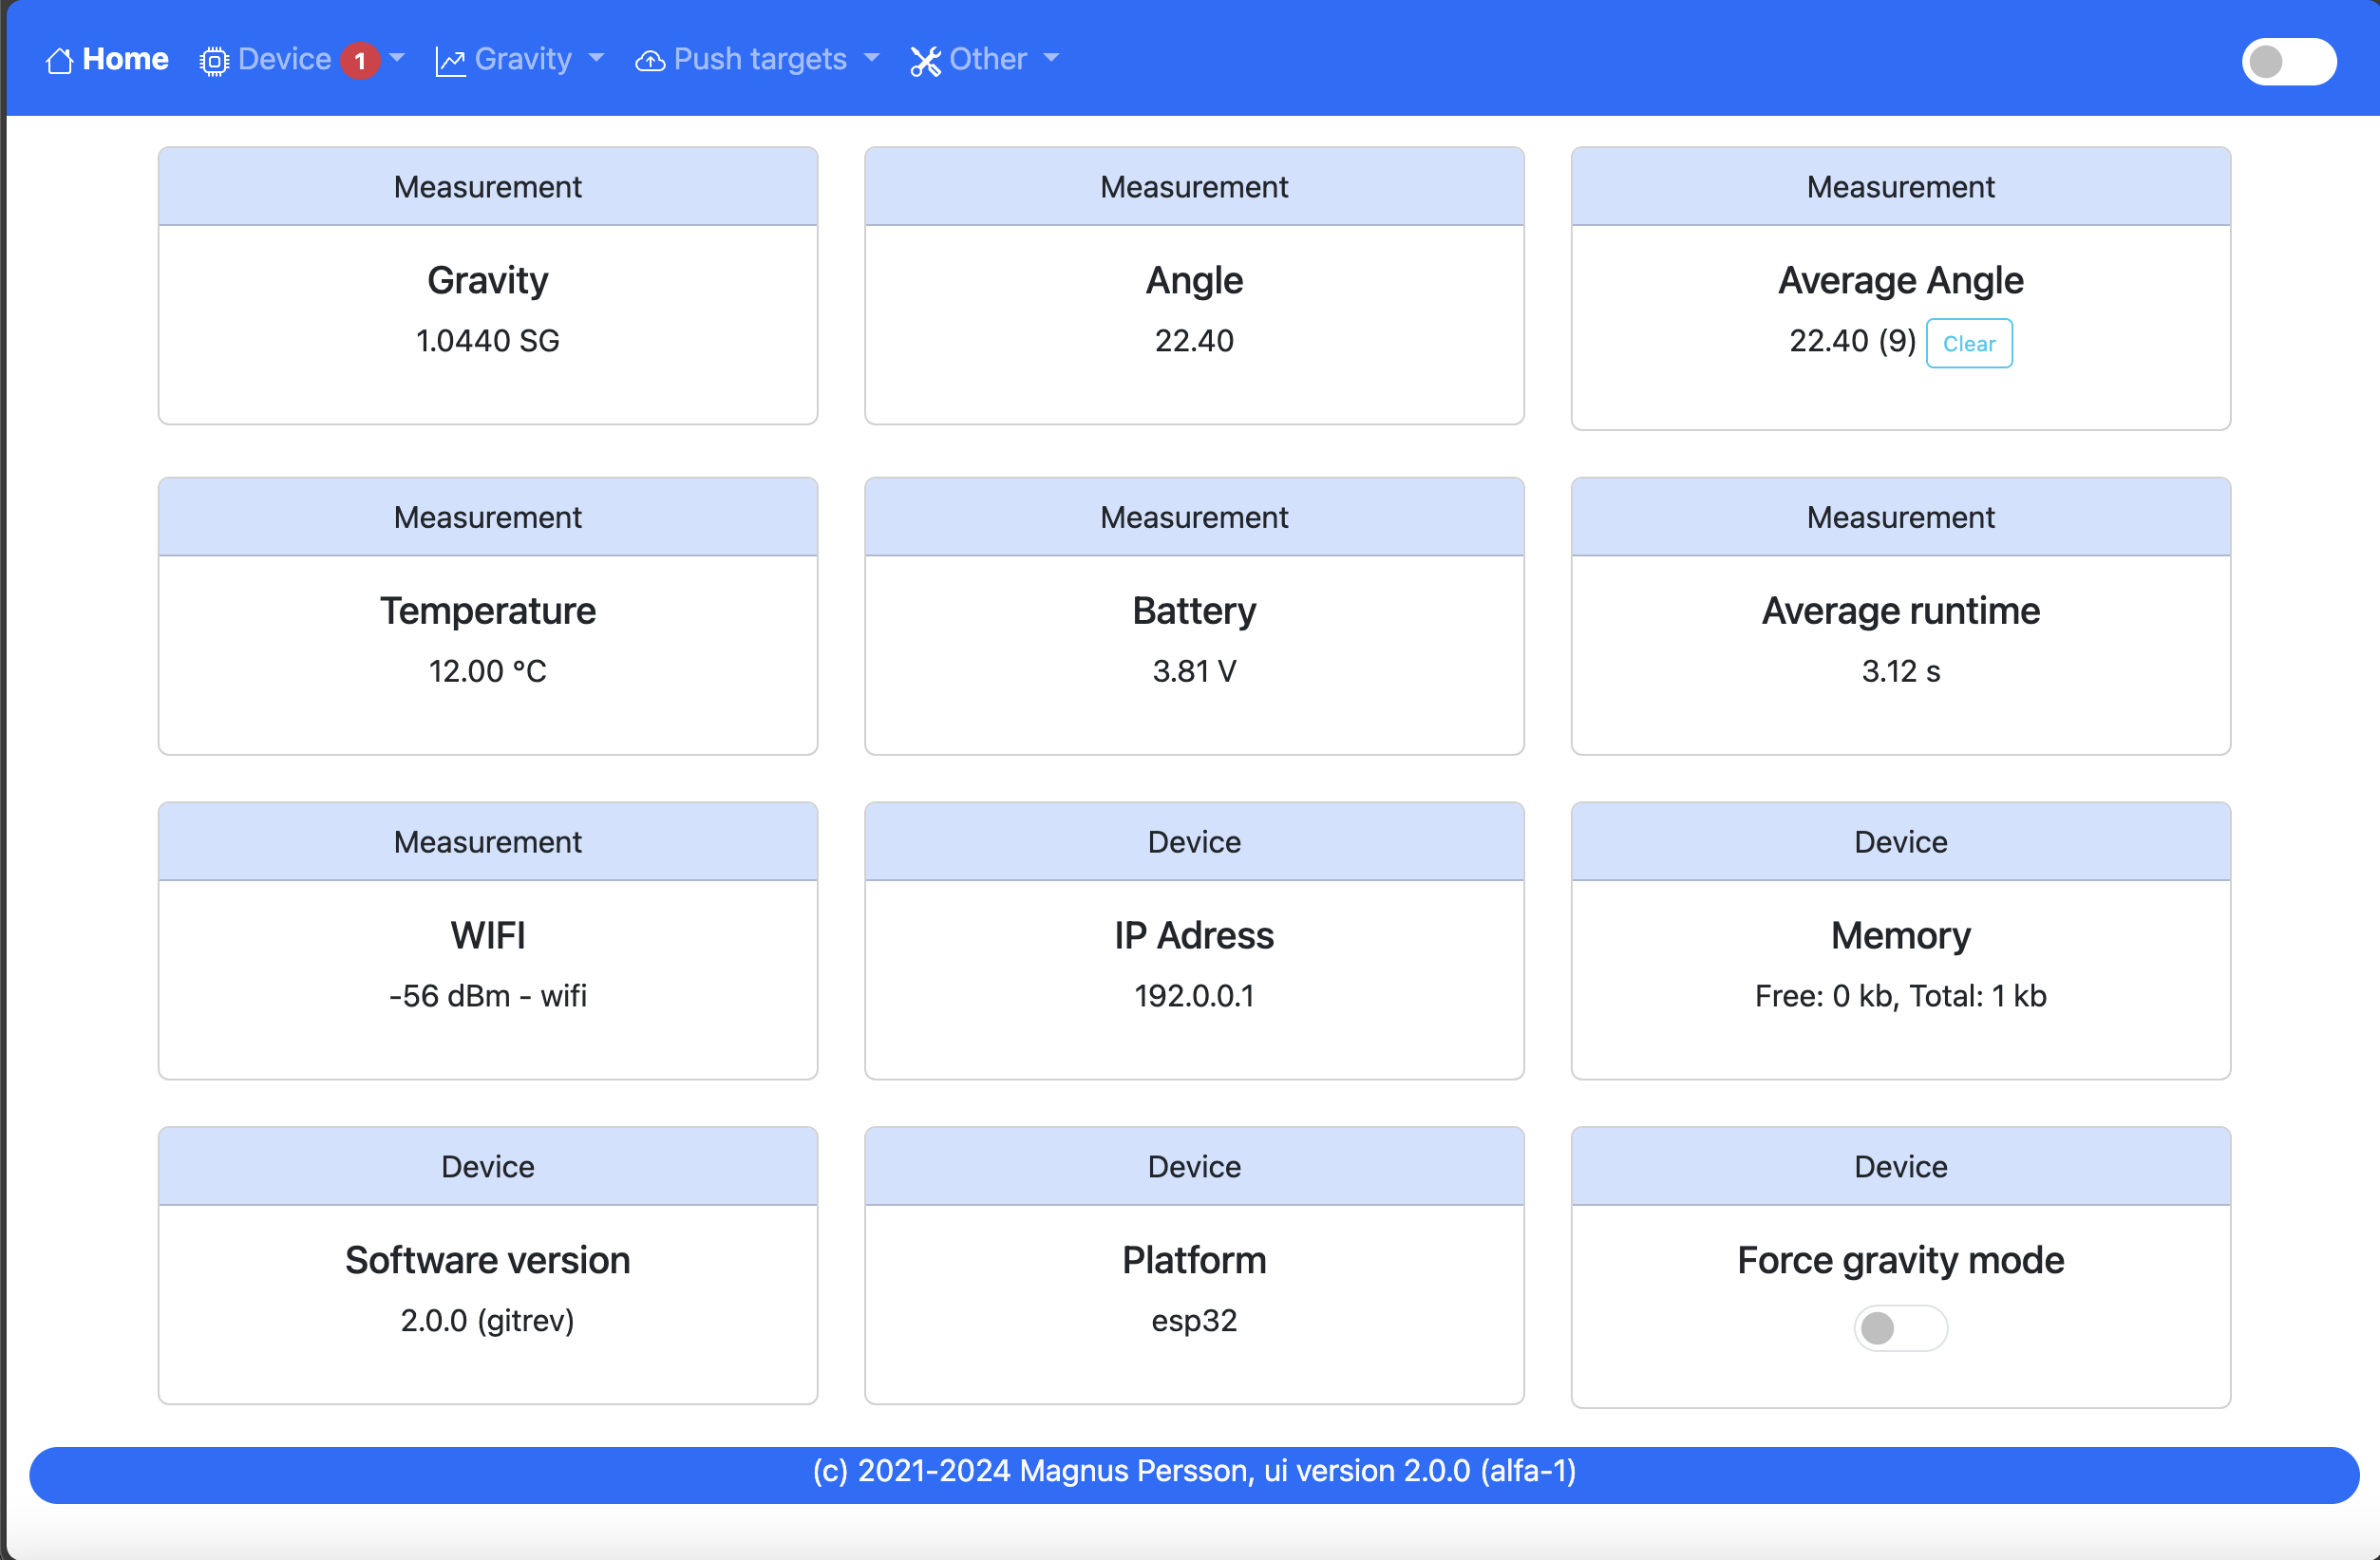 Home Device 1 Gravity Push targets Other
Measurement
Gravity
1.0440 SG
Measurement
Angle
22.40
Measurement
Average Angle
22.40 (9) Clear
Measurement
Temperature
12.00 °C
Measurement
Battery
3.81 V
Measurement
Average runtime
3.12 s
Measurement
WIFI
-56 dBm - wifi
Device
IP Adress
192.0.0.1
Device
Memory
Free: 0 kb, Total: 1 kb
Device
Software version
2.0.0 (gitrev)
Device
Platform
esp32
Device
Force gravity mode
(c) 2021-2024 Magnus Persson, ui version 2.0.0 (alfa-1)